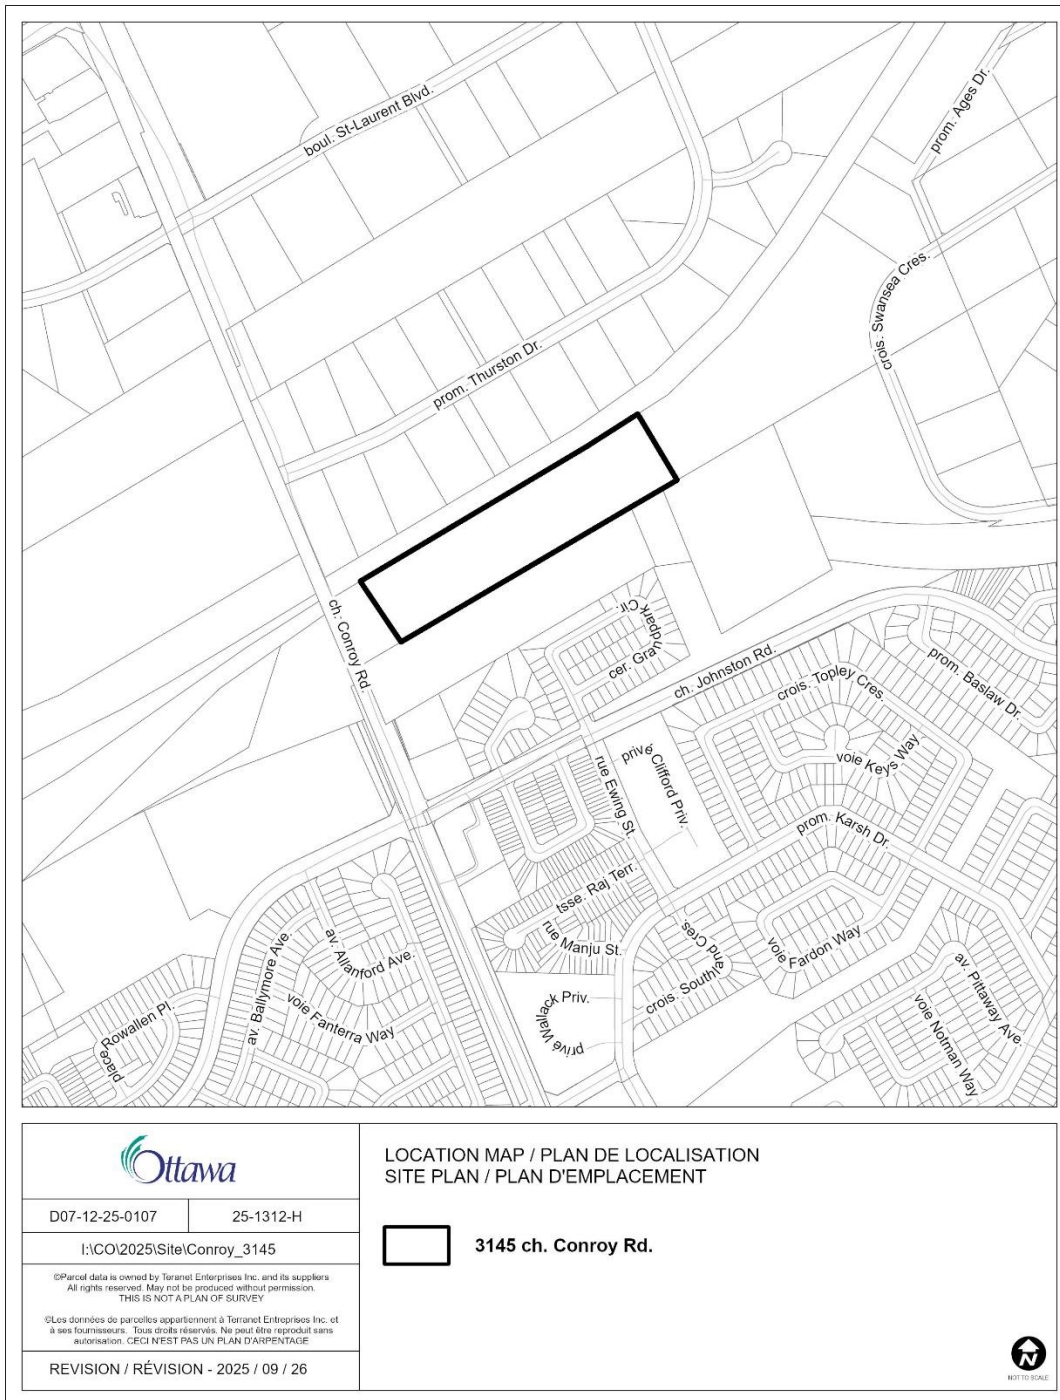 boul. St-Laurent Blvd.
prom. Ages Dr.
crois. Swansea Cres.
prom. Thurston Dr.
ch. Conroy Rd.
cer. Grandpark Cir.
ch. Johnston Rd.
crois. Topley Cres.
prom. Baslaw Dr.
voie Keys Way
privé Clifford Priv.
rue Ewing St.
prom. Karsh Dr.
tsse. Raj Terr.
rue Manju St.
crois. Southland Cres.
voie Fardon Way
av. Pittaway Ave.
voie Notman Way
av. Allanford Ave.
av. Ballymore Ave.
voie Fanterra Way
place Rowallen Pl.
privé Wallack Priv.
Ottawa
D07-12-25-0107
25-1312-H
I:\CO\2025\Site\Conroy_3145
©Parcel data is owned by Teranet Enterprises Inc. and its suppliers
All rights reserved. May not be produced without permission.
THIS IS NOT A PLAN OF SURVEY
©Les données de parcelles appartiennent à Terranet Entreprises Inc. et
à ses fournisseurs. Tous droits réservés. Ne peut être reproduit sans
autorisation. CECI N'EST PAS UN PLAN D'ARPENTAGE
REVISION / RÉVISION - 2025 / 09 / 26
LOCATION MAP / PLAN DE LOCALISATION
SITE PLAN / PLAN D'EMPLACEMENT
3145 ch. Conroy Rd.
N
NOT TO SCALE